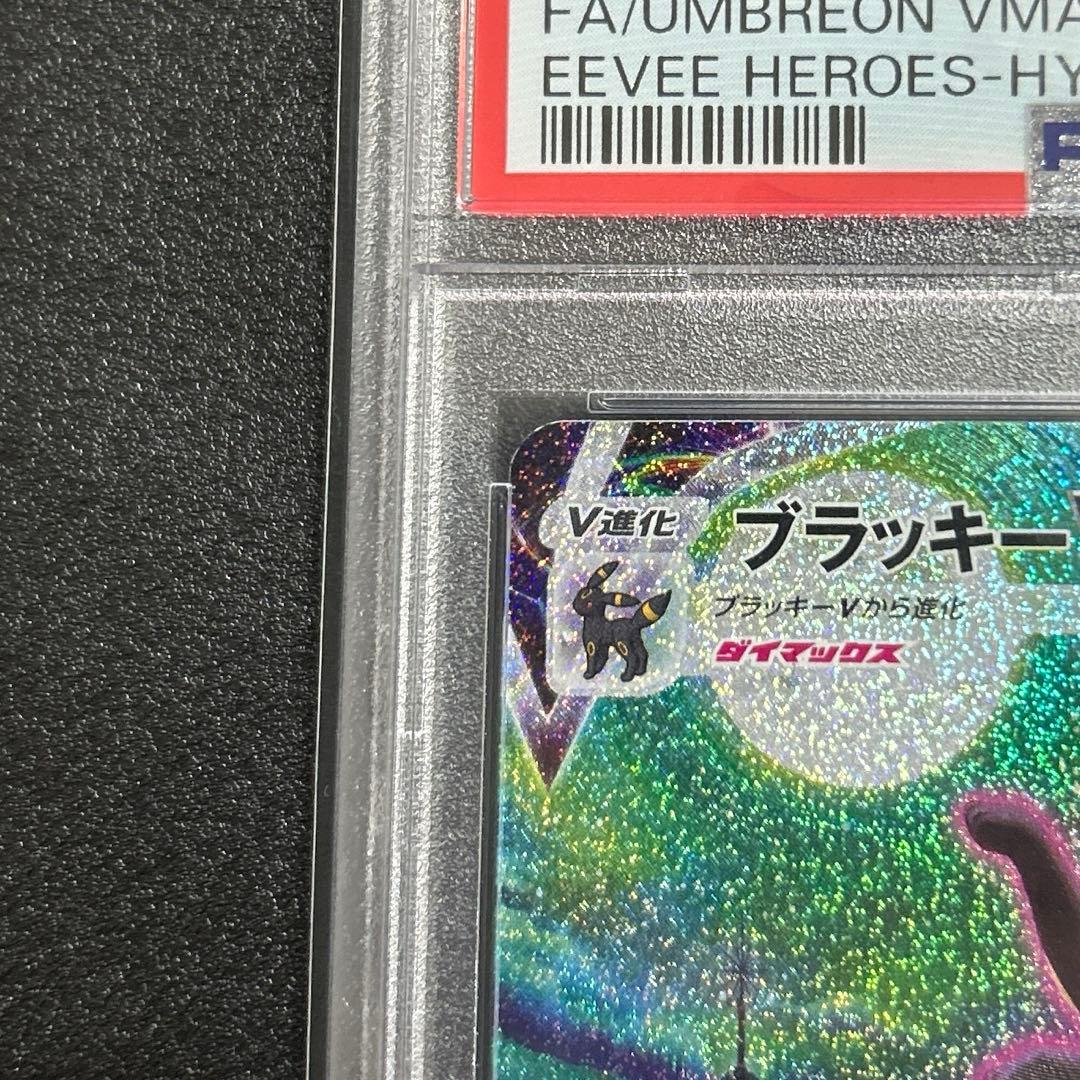 FA/UMBREON VMA
EEVEE HEROES-HY
P
V進化
ブラッキー
ブラッキーVから進化
ダイマックス